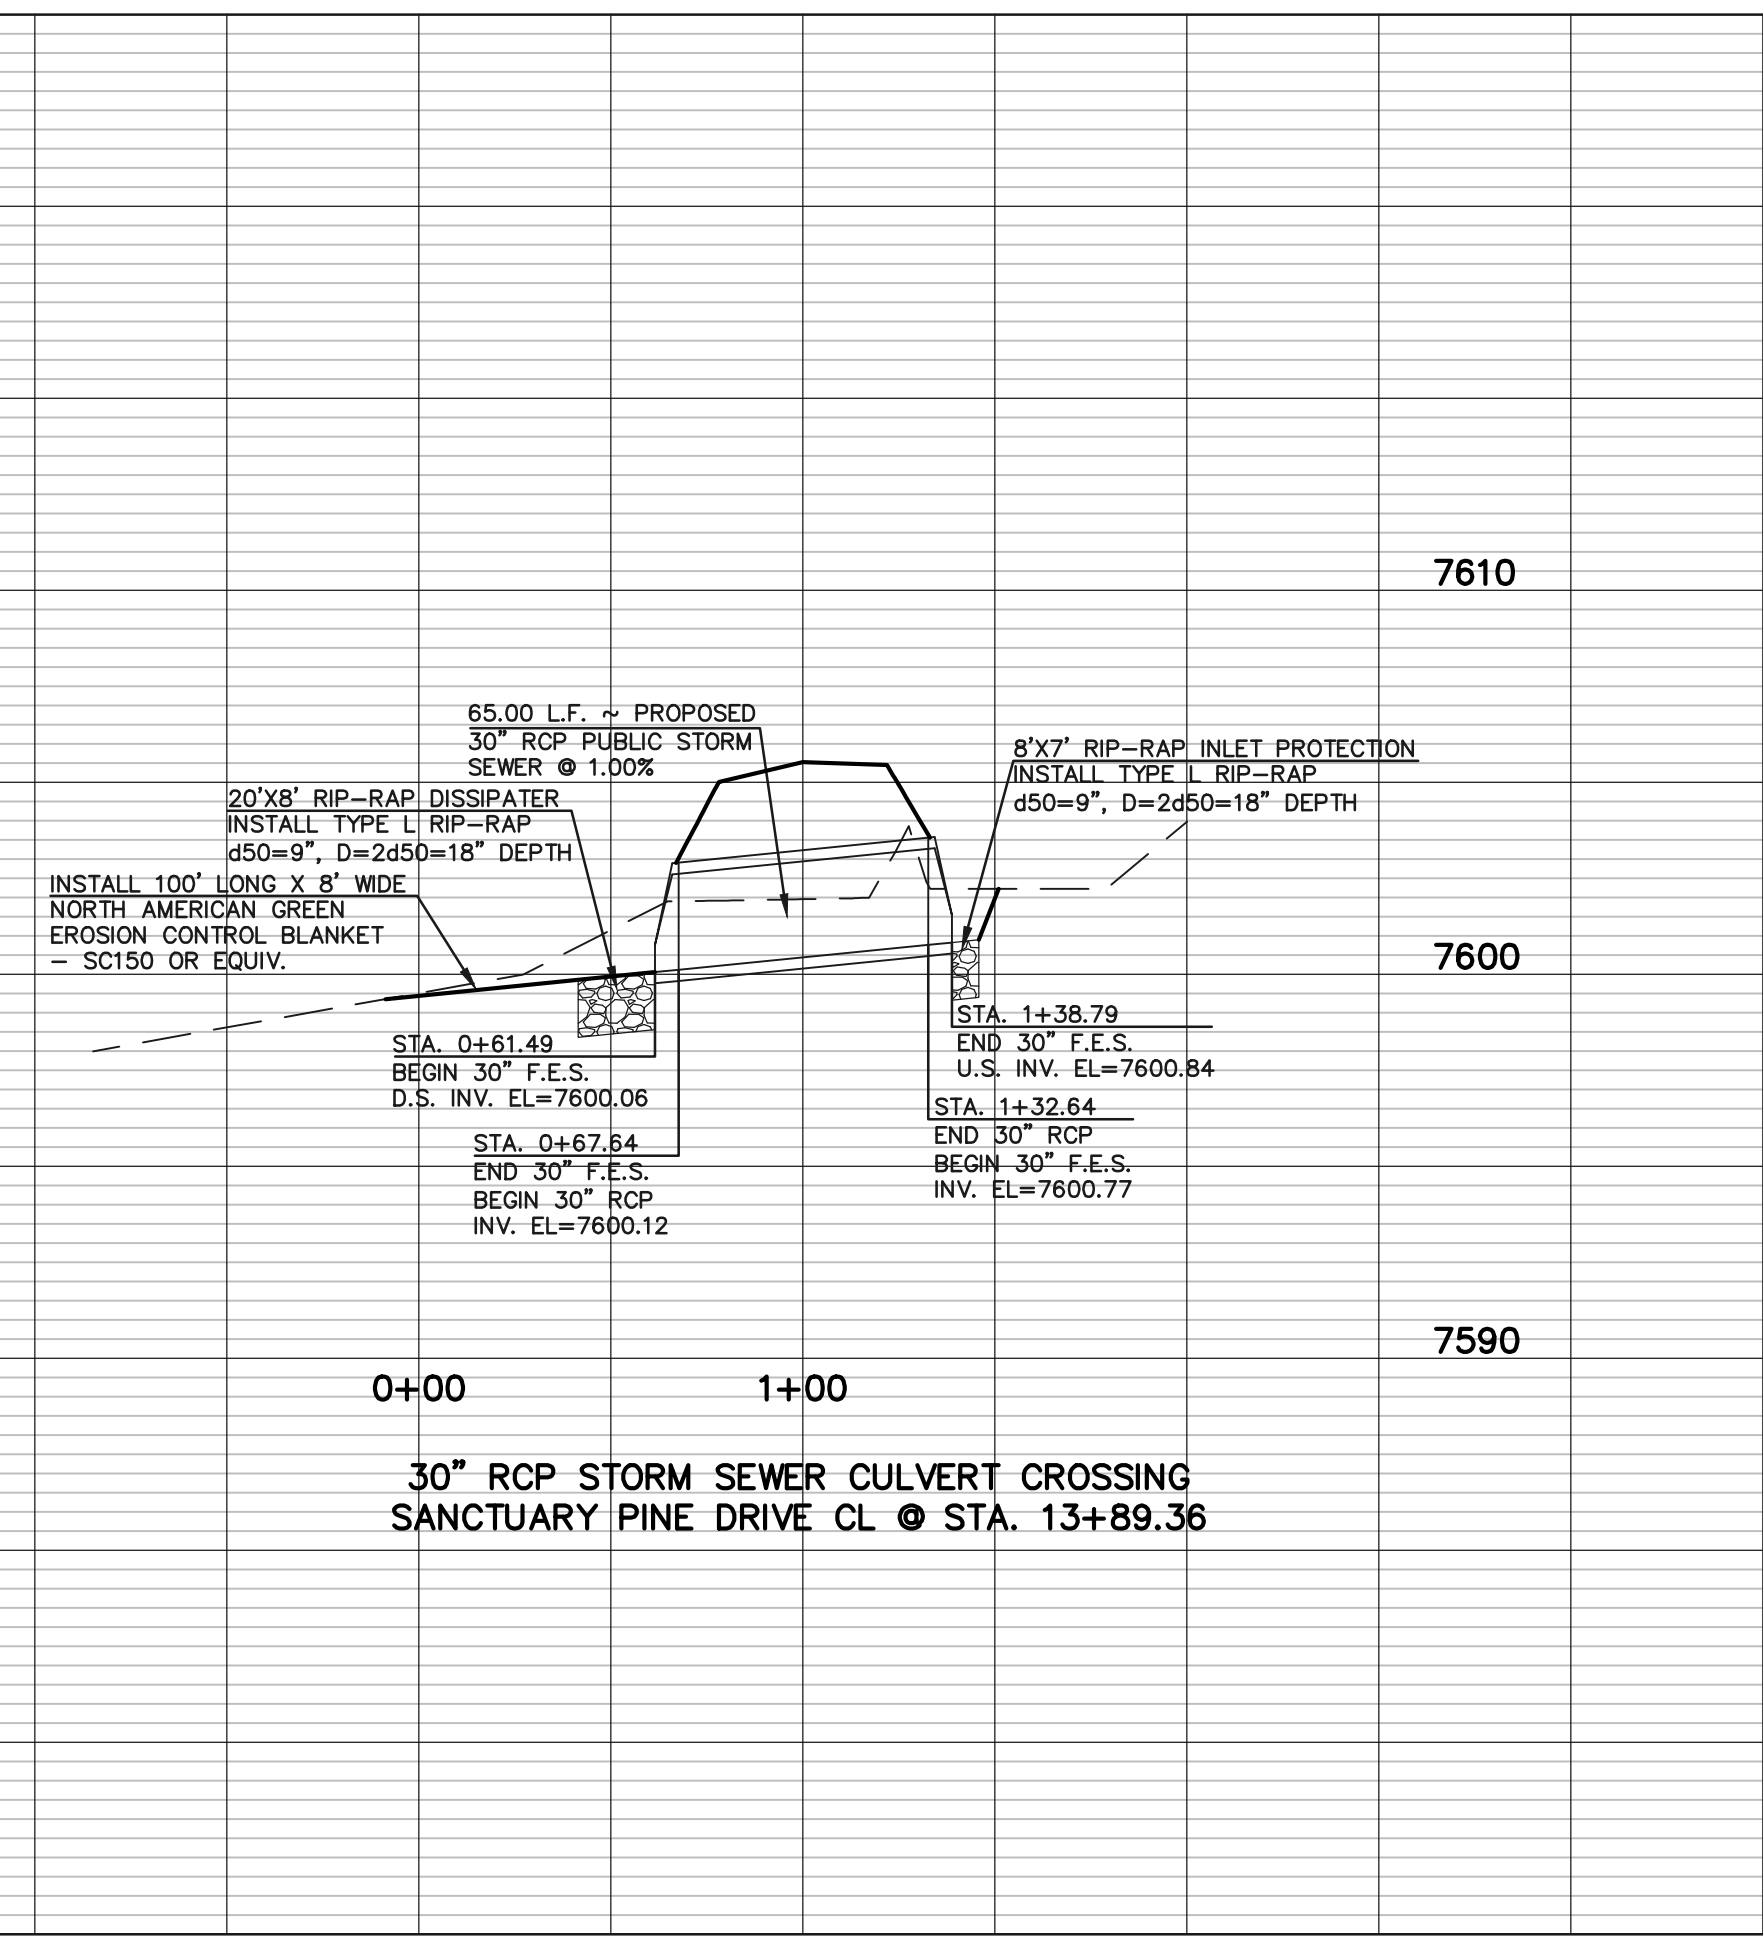 7610
65.00 L.F. ~ PROPOSED
30" RCP PUBLIC STORM
SEWER @ 1.00%
8'X7' RIP-RAP INLET PROTECTION
INSTALL TYPE L RIP-RAP
d50=9", D=2d50=18" DEPTH
20'X8' RIP-RAP DISSIPATER
INSTALL TYPE L RIP-RAP
d50=9", D=2d50=18" DEPTH
INSTALL 100' LONG X 8' WIDE
NORTH AMERICAN GREEN
EROSION CONTROL BLANKET
- SC150 OR EQUIV.
7600
STA. 0+61.49
BEGIN 30" F.E.S.
D.S. INV. EL=7600.06
STA. 1+38.79
END 30" F.E.S.
U.S. INV. EL=7600.84
STA. 0+67.64
END 30" F.E.S.
BEGIN 30" RCP
INV. EL=7600.12
STA. 1+32.64
END 30" RCP
BEGIN 30" F.E.S.
INV. EL=7600.77
7590
0+00
1+00
30" RCP STORM SEWER CULVERT CROSSING
SANCTUARY PINE DRIVE CL @ STA. 13+89.36